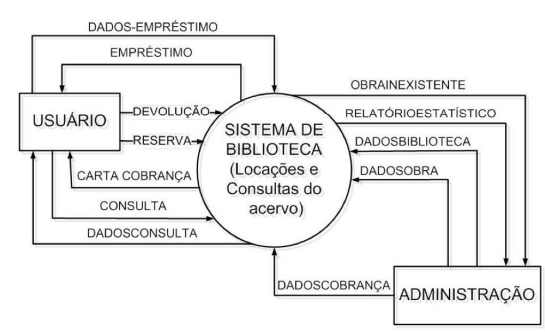 DADOS-EMPRÉSTIMO
EMPRÉSTIMO
OBRAINEXISTENTE
USUÁRIO
DEVOLUÇÃO
RELATÓRIOESTATÍSTICO
RESERVA
SISTEMA DE
BIBLIOTECA
(Locações e
Consultas do
acervo)
DADOSBIBLIOTECA
DADOSOBRA
CARTA COBRANÇA
CONSULTA
DADOSCONSULTA
DADOSCOBRANÇA
ADMINISTRAÇÃO